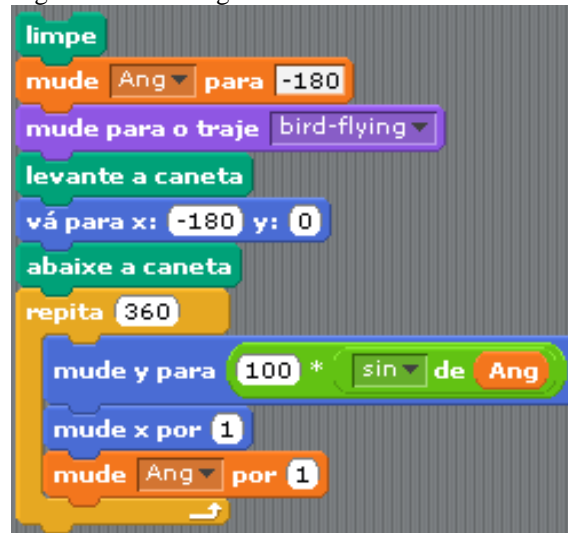 limpe
mude Ang para -180
mude para o traje bird-flying
levante a caneta
vá para x: -180 y: 0
abaixe a caneta
repita 360
mude y para 100 * sin de Ang
mude x por 1
mude Ang por 1